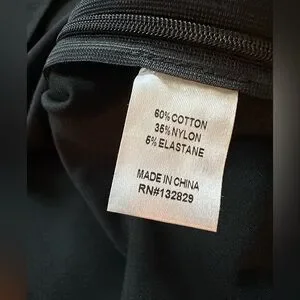 60% COTTON
35% NYLON
5% ELASTANE
MADE IN CHINA
RN#132829